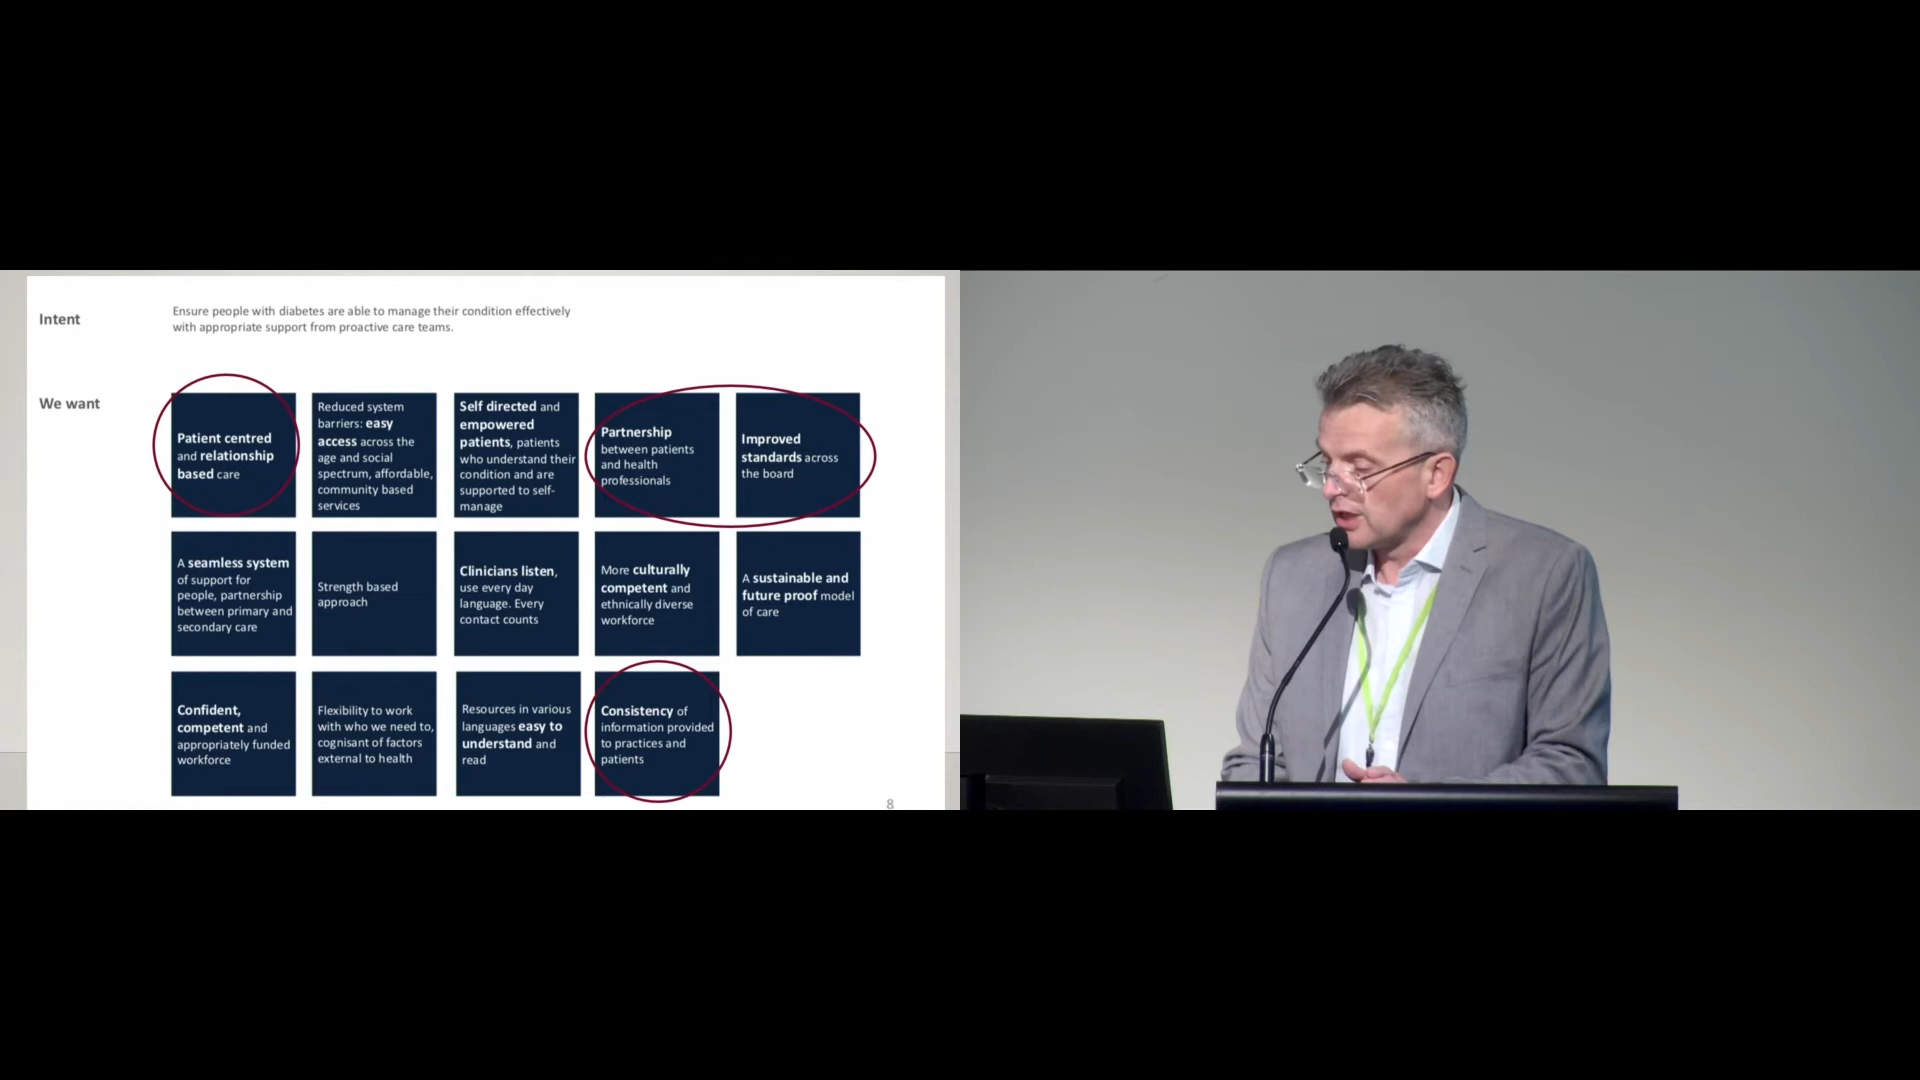 Intent
Ensure people with diabetes are able to manage their condition effectively
with appropriate support from proactive care teams.
We want
Patient centred
and relationship
based care
Reduced system
barriers: easy
access across the
age and social
spectrum, affordable,
community based
services
Self directed and
empowered
patients, patients
who understand their
condition and are
supported to self-
manage
Partnership
between patients
and health
professionals
Improved
standards across
the board
A seamless system
of support for
people, partnership
between primary and
secondary care
Strength based
approach
Clinicians listen,
use every day
language. Every
contact counts
More culturally
competent and
ethnically diverse
workforce
A sustainable and
future proof model
of care
Confident,
competent and
appropriately funded
workforce
Flexibility to work
with who we need to,
cognisant of factors
external to health
Resources in various
languages easy to
understand and
read
Consistency of
information provided
to practices and
patients
8